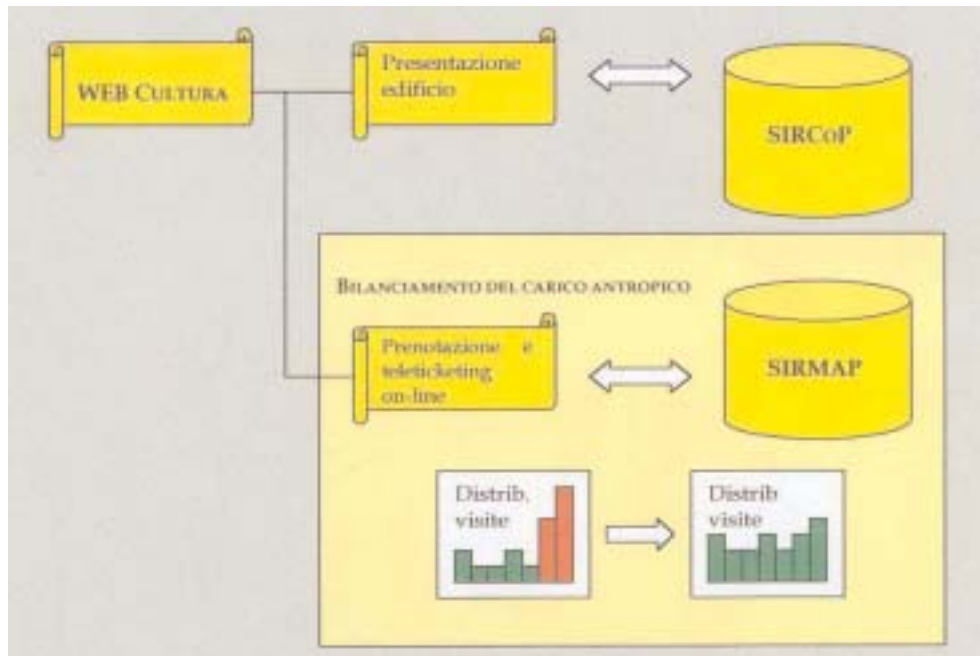 WEB CULTURA
Presentazione
edificio
SIRCOP
BILANCIAMENTO DEL CARICO ANTROPICO
Prenotazione e
teleticketing
on-line
SIRMAP
Distrib.
visite
Distrib
visite